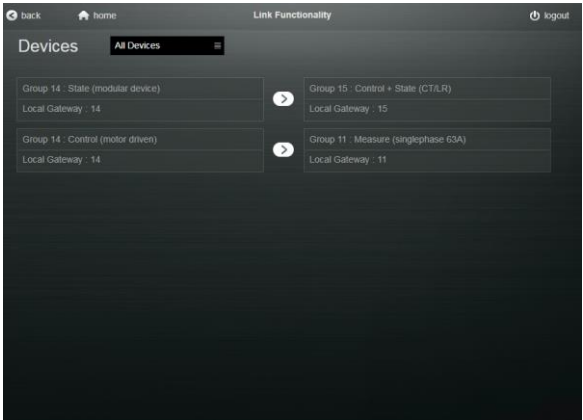 back home Link Functionality logout
Devices All Devices
Group 14 : State (modular device) Group 15 : Control + State (CT/LR)
Local Gateway : 14 Local Gateway : 15
Group 14 : Control (motor driven) Group 11 : Measure (singlephase 63A)
Local Gateway : 14 Local Gateway : 11